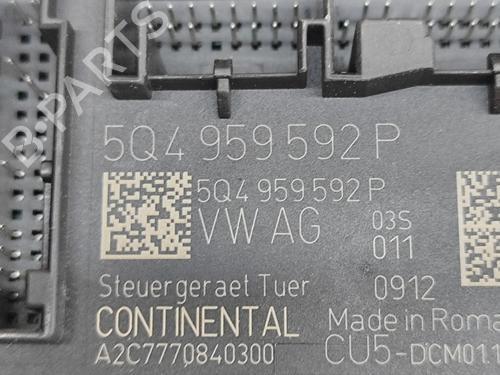 5Q4 959 592 P
5Q4 959 592 P
VW AG 03S
011
Steuergeraet Tuer 0912
CONTINENTAL Made in Roma
A2C7770840300 CU5-DCM01.1
B-PARTS